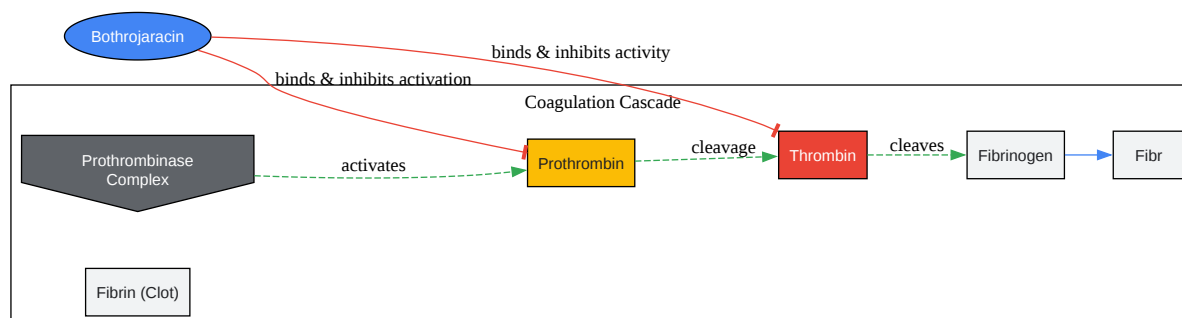 Bothrojaracin
binds & inhibits activity
binds & inhibits activation
Coagulation Cascade
Prothrombinase
Complex
activates
Prothrombin
cleavage
Thrombin
cleaves
Fibrinogen
Fibr
Fibrin (Clot)